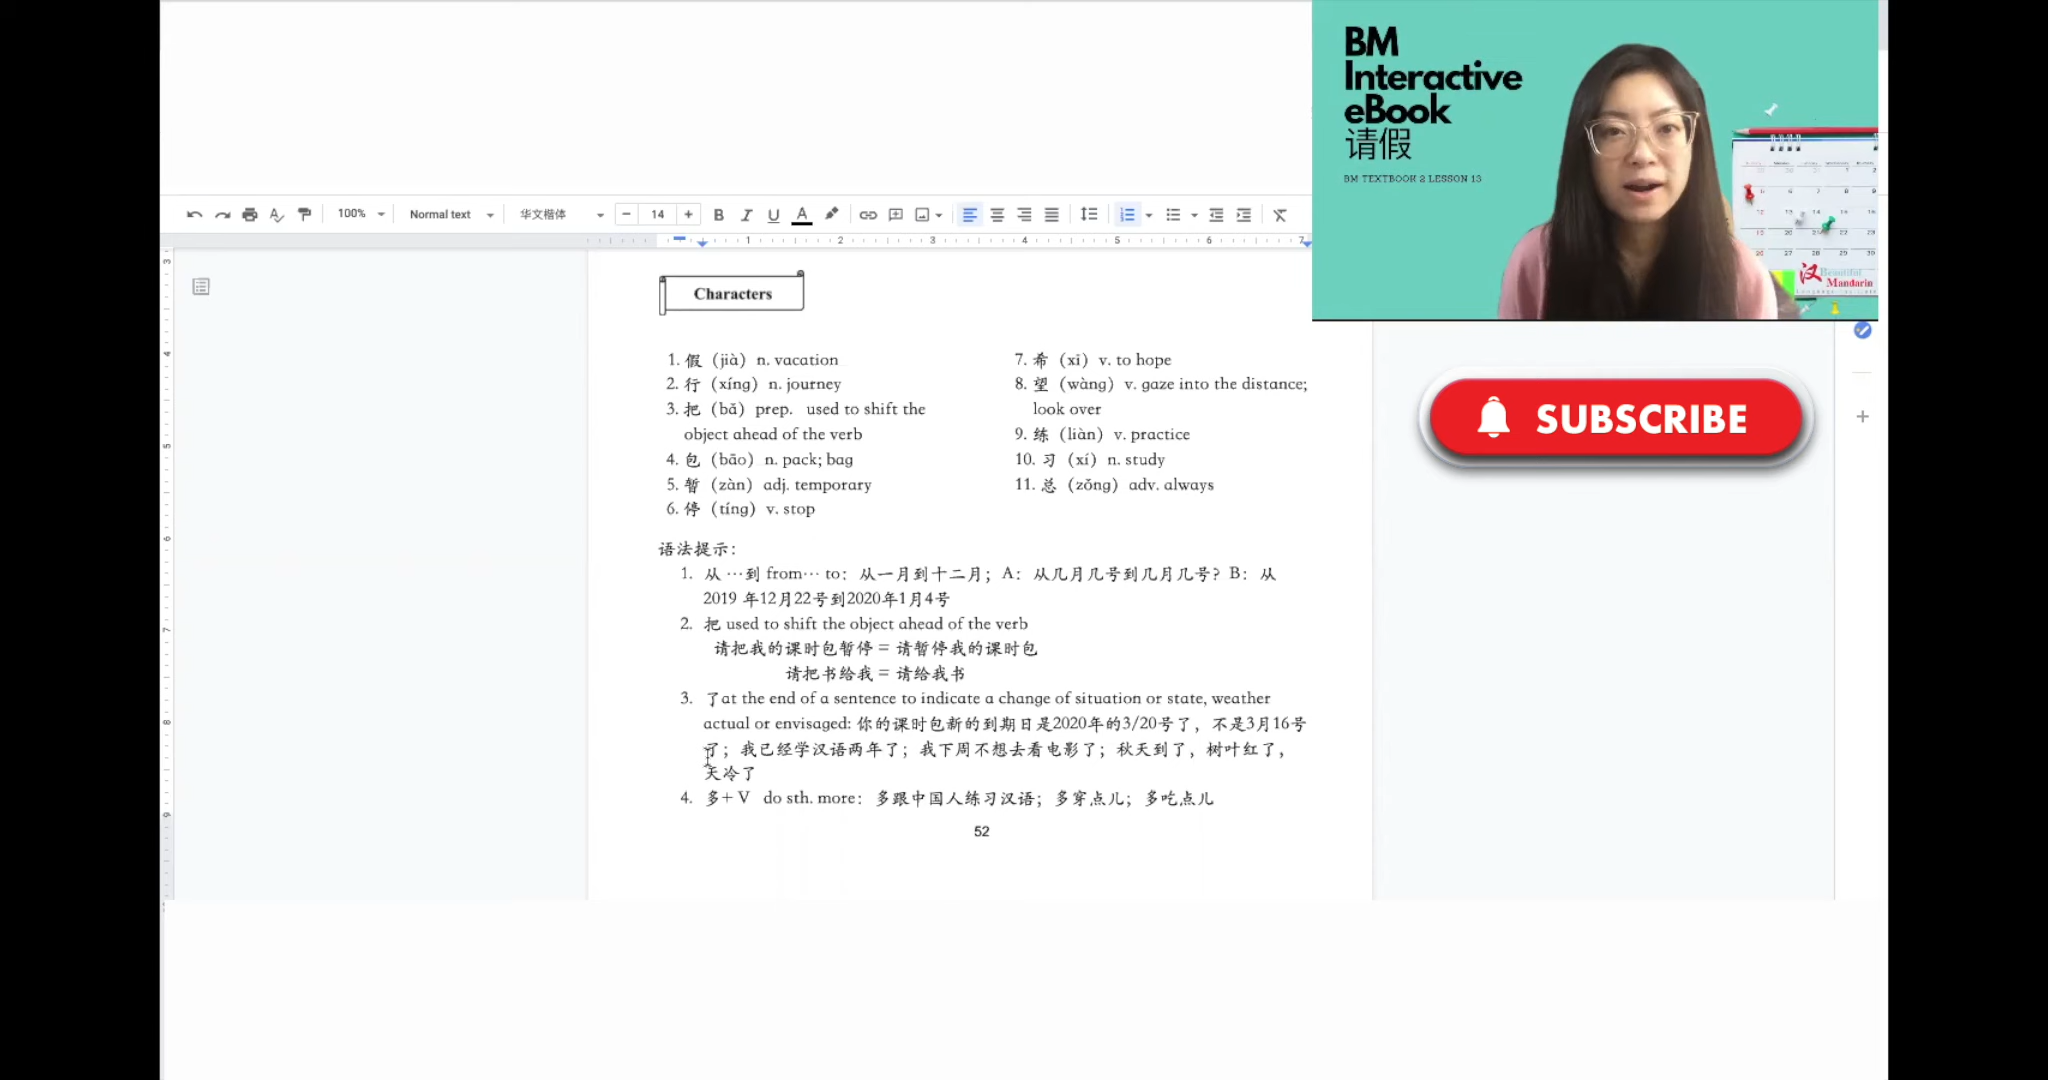 BM
Interactive
eBook
请假
BM TEXTBOOK 2 LESSON 13
汉 Beautiful
Mandarin
100%
Normal text
华文楷体
14
SUBSCRIBE
Characters
1. 假（jià）n. vacation
2. 行（xíng）n. journey
3. 把（bǎ）prep. used to shift the
object ahead of the verb
4. 包（bāo）n. pack; bag
5. 暂（zàn）adj. temporary
6. 停（tíng）v. stop
7. 希（xī）v. to hope
8. 望（wàng）v. gaze into the distance;
look over
9. 练（liàn）v. practice
10. 习（xí）n. study
11. 总（zǒng）adv. always
语法提示：
1. 从 ⋯到 from⋯ to：从一月到十二月；A：从几月几号到几月几号？B：从
2019 年12月22号到2020年1月4号
2. 把 used to shift the object ahead of the verb
请把我的课时包暂停 = 请暂停我的课时包
请把书给我 = 请给我书
3. 了at the end of a sentence to indicate a change of situation or state, weather
actual or envisaged: 你的课时包新的到期日是2020年的3/20号了，不是3月16号
了；我已经学汉语两年了；我下周不想去看电影了；秋天到了，树叶红了，
天冷了
4. 多+ V do sth. more：多跟中国人练习汉语；多穿点儿；多吃点儿
52